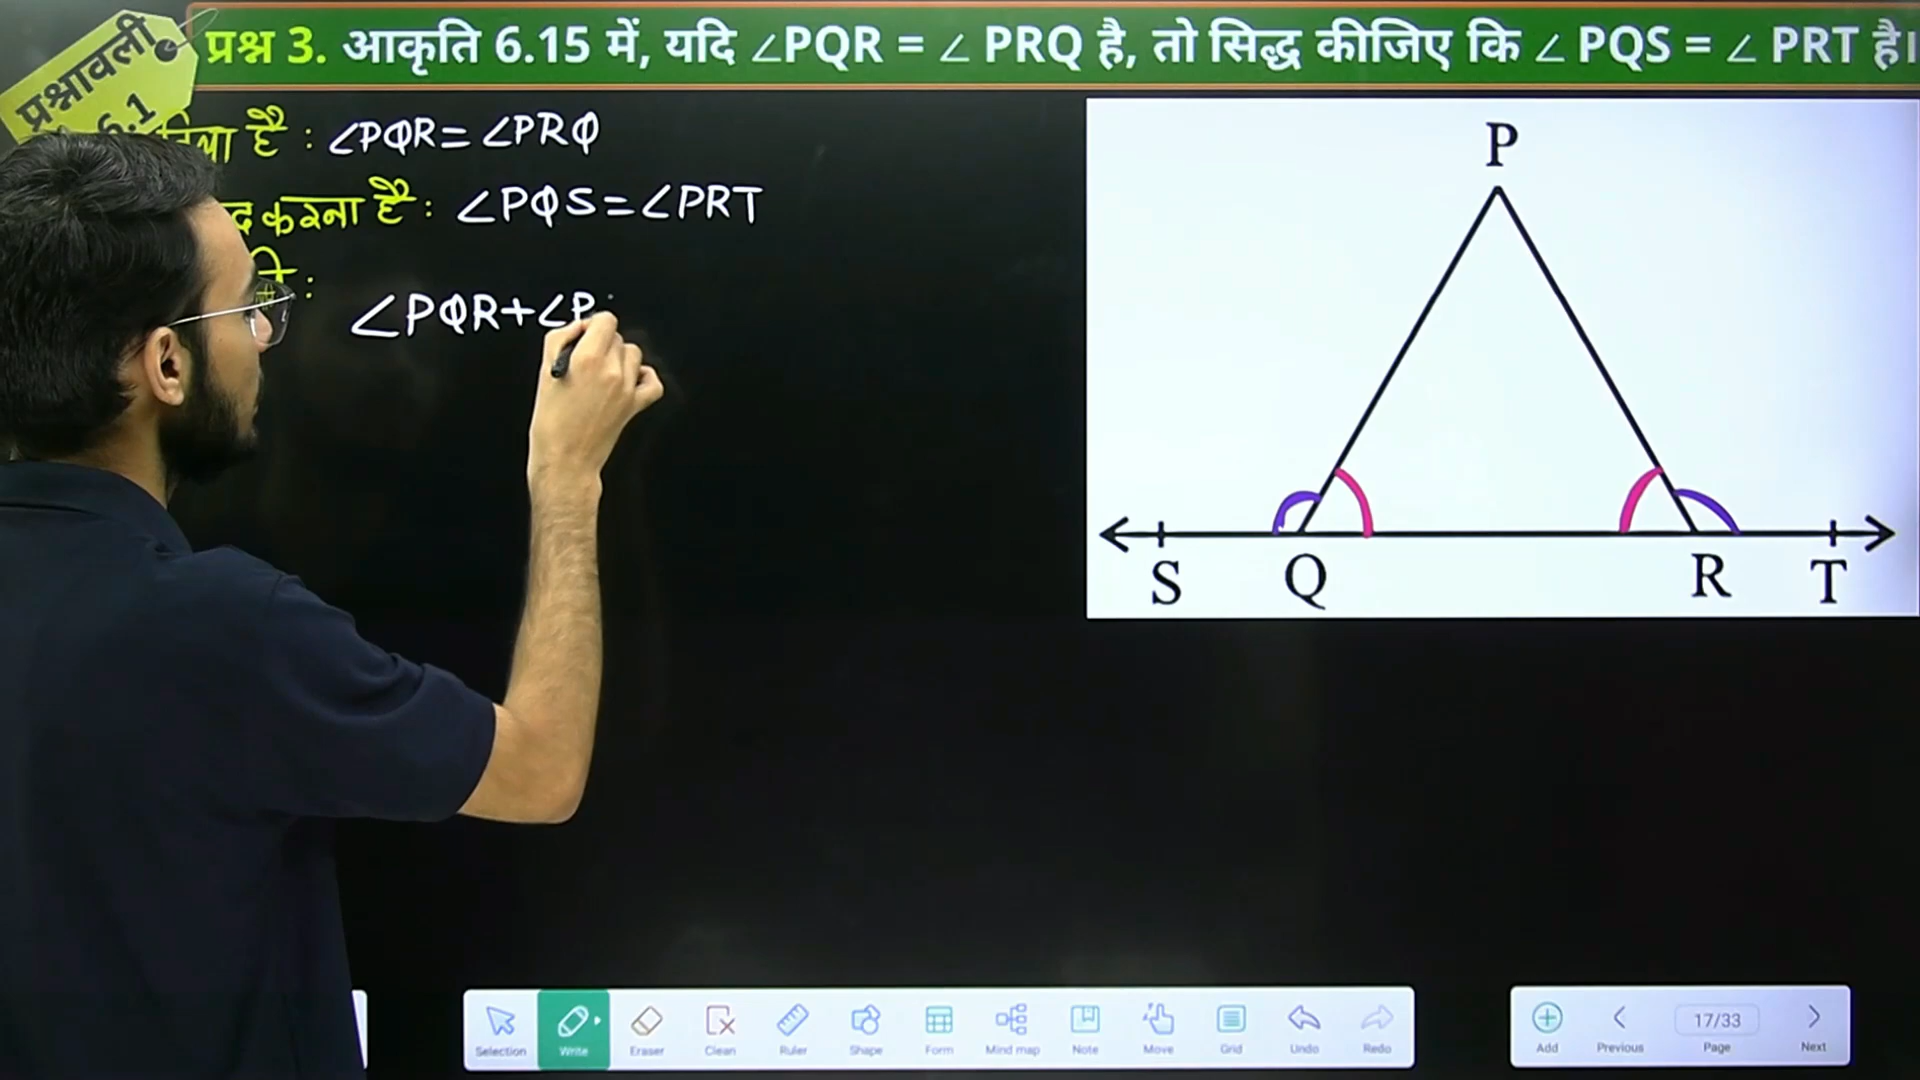 प्रश्नावली
6.1
प्रश्न 3. आकृति 6.15 में, यदि ∠PQR = ∠ PRQ है, तो सिद्ध कीजिए कि ∠ PQS = ∠ PRT है।
है : ∠PQR = ∠PRQ
करना है : ∠PQS = ∠PRT
:
∠PQR + ∠P
P
S Q R T
Selection Write Eraser Clean Ruler Shape Form Mind map Note Move Grid Undo Redo
Add Previous 17/33 Page Next